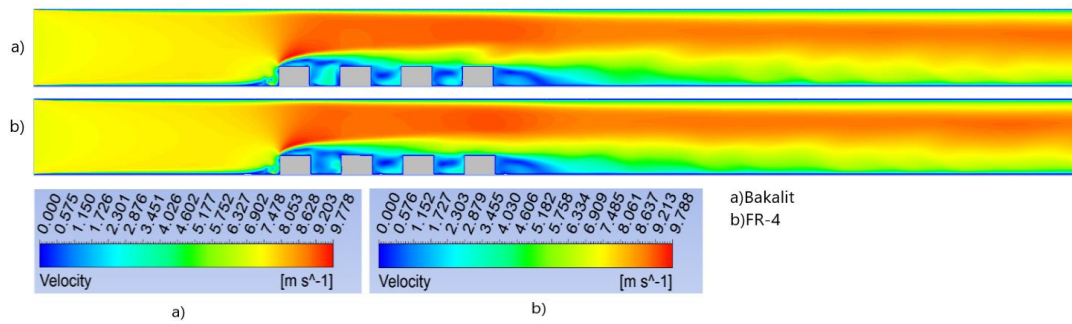 a)
b)
0.000 0.575 1.150 1.726 2.301 2.876 3.451 4.026 4.602 5.177 5.752 6.327 6.902 7.478 8.053 8.628 9.203 9.778
Velocity [m s^-1]
a)
0.000 0.576 1.152 1.727 2.303 2.879 3.455 4.030 4.606 5.182 5.758 6.334 6.909 7.485 8.061 8.637 9.213 9.788
Velocity [m s^-1]
b)
a)Bakalit
b)FR-4